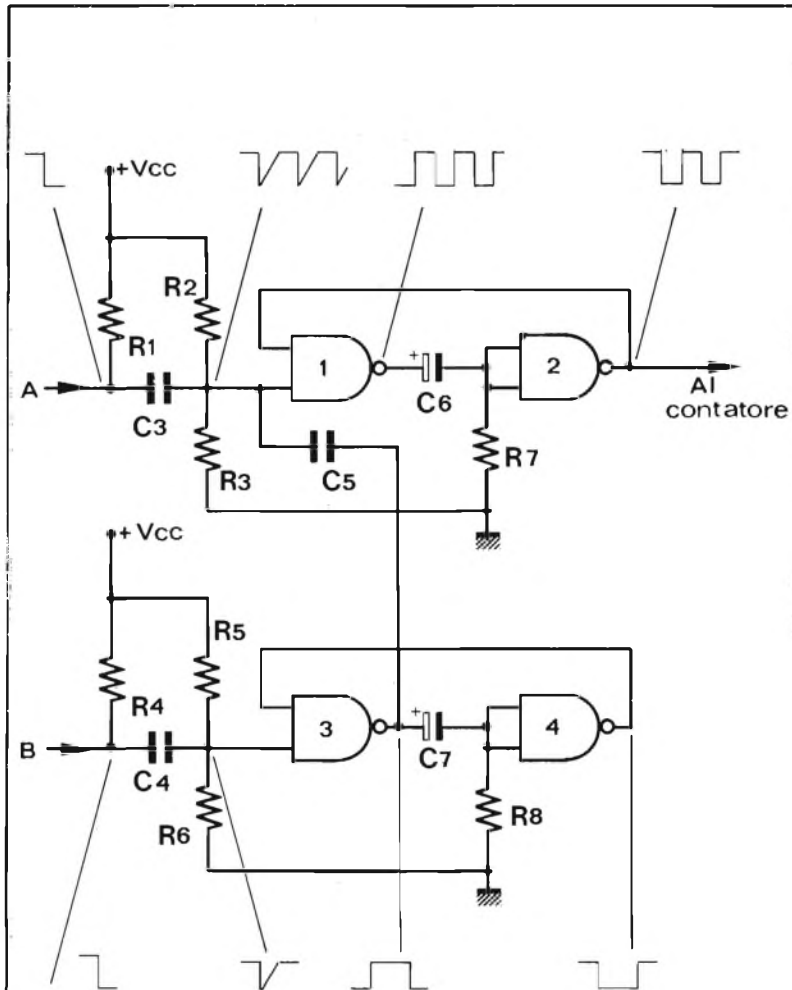 +Vcc
R2
R1
1
2
+
A
C3
C6
Al
contatore
R3
C5
R7
+Vcc
R5
R4
3
+
4
B
C4
C7
R6
R8